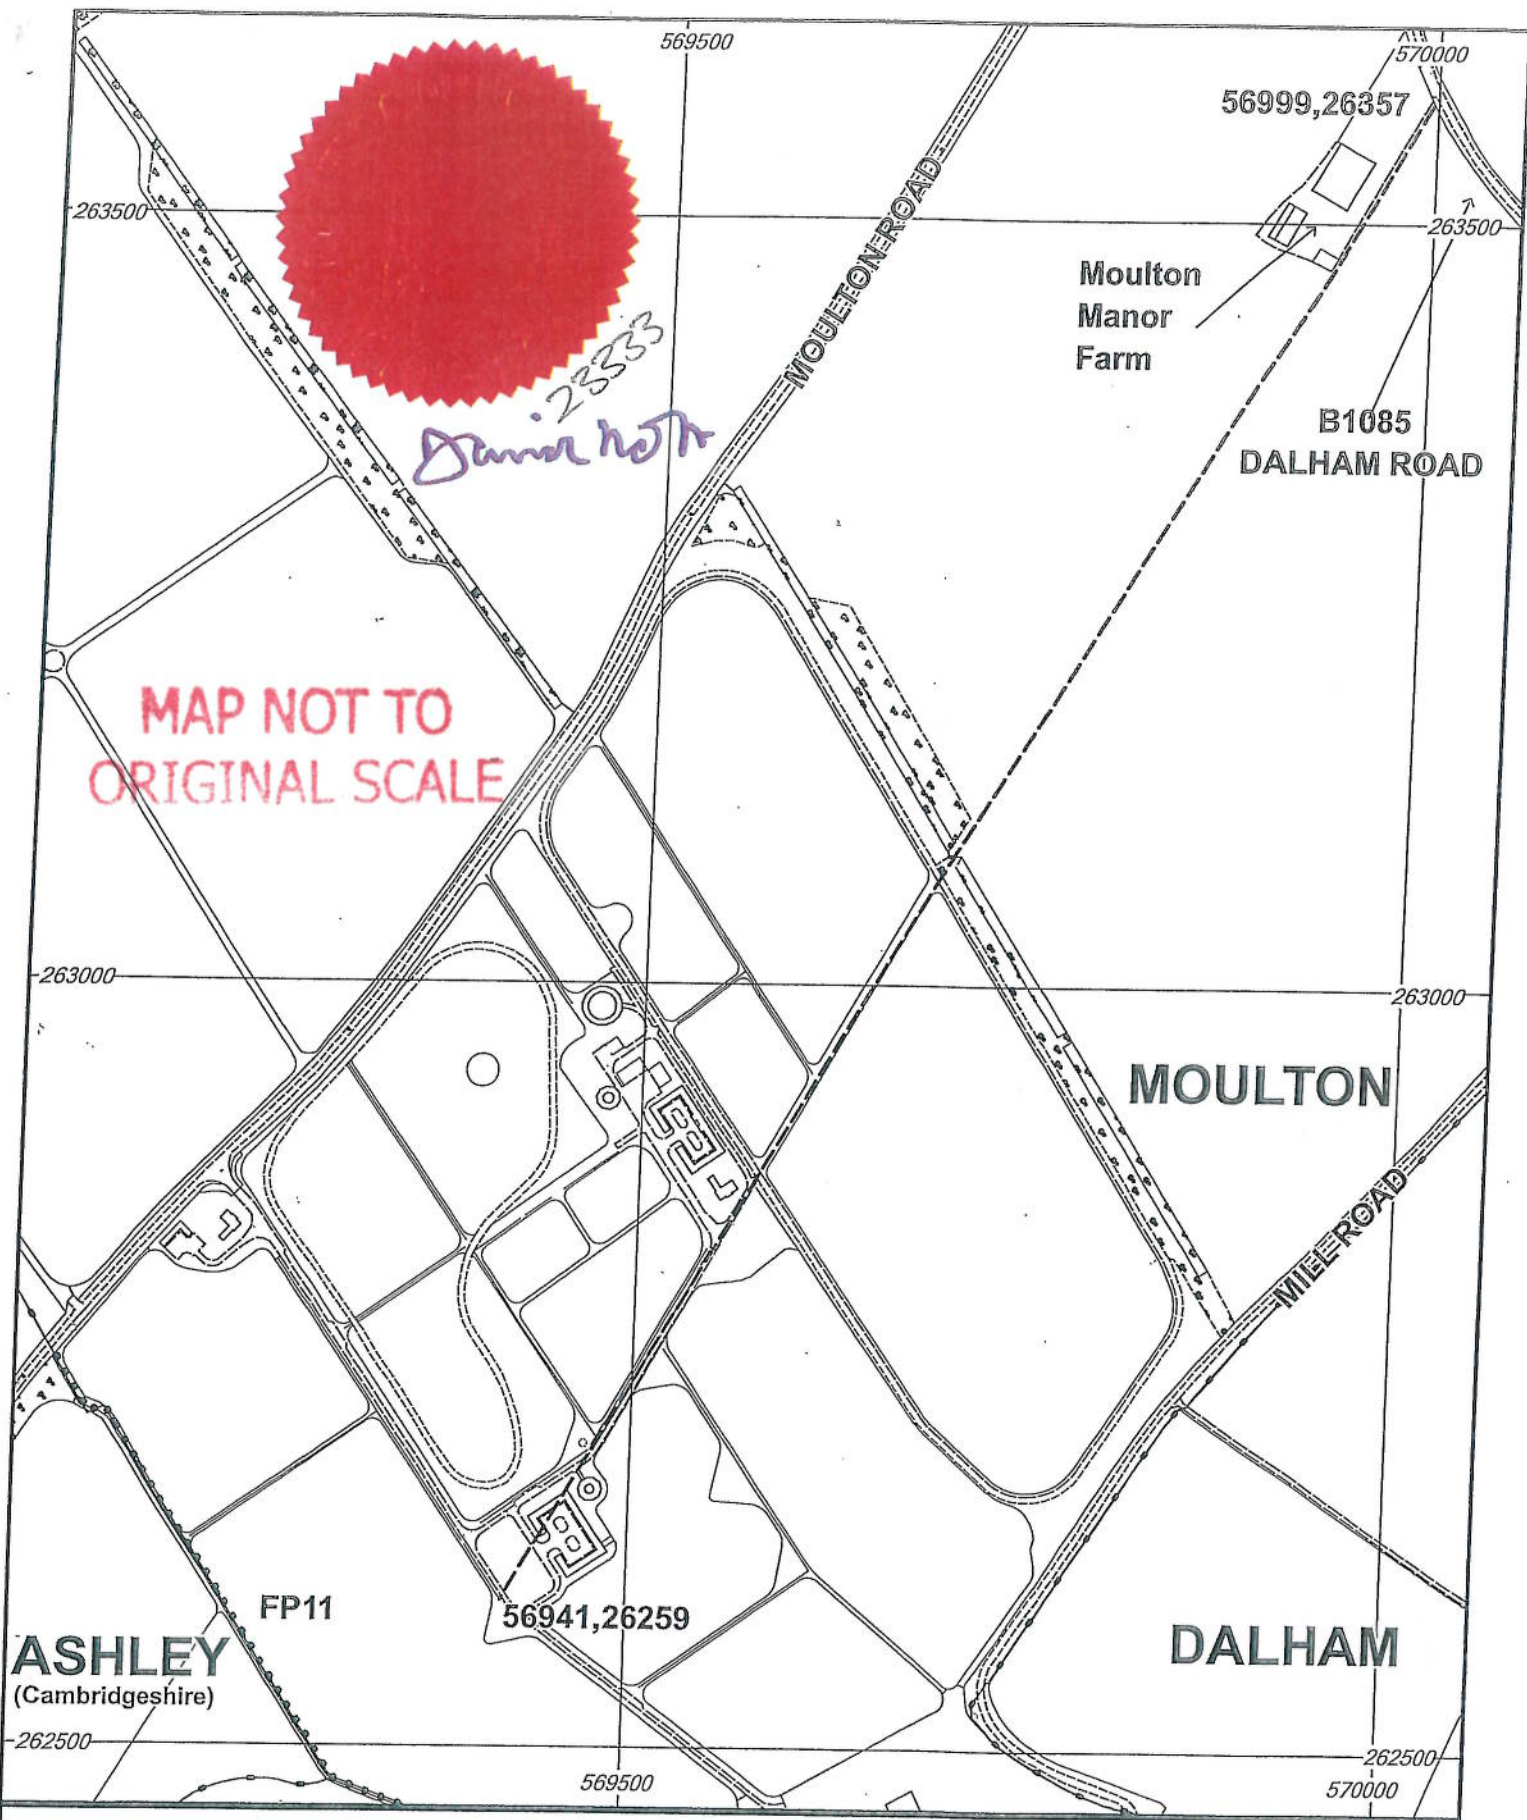 569500
570000
56999,26357
263500
263500
MOULTON ROAD
Moulton
Manor
Farm
23333
B1085
DALHAM ROAD
MAP NOT TO
ORIGINAL SCALE
263000
263000
MOULTON
MILL ROAD
FP11
56941,26259
ASHLEY
(Cambridgeshire)
DALHAM
262500
262500
569500
570000